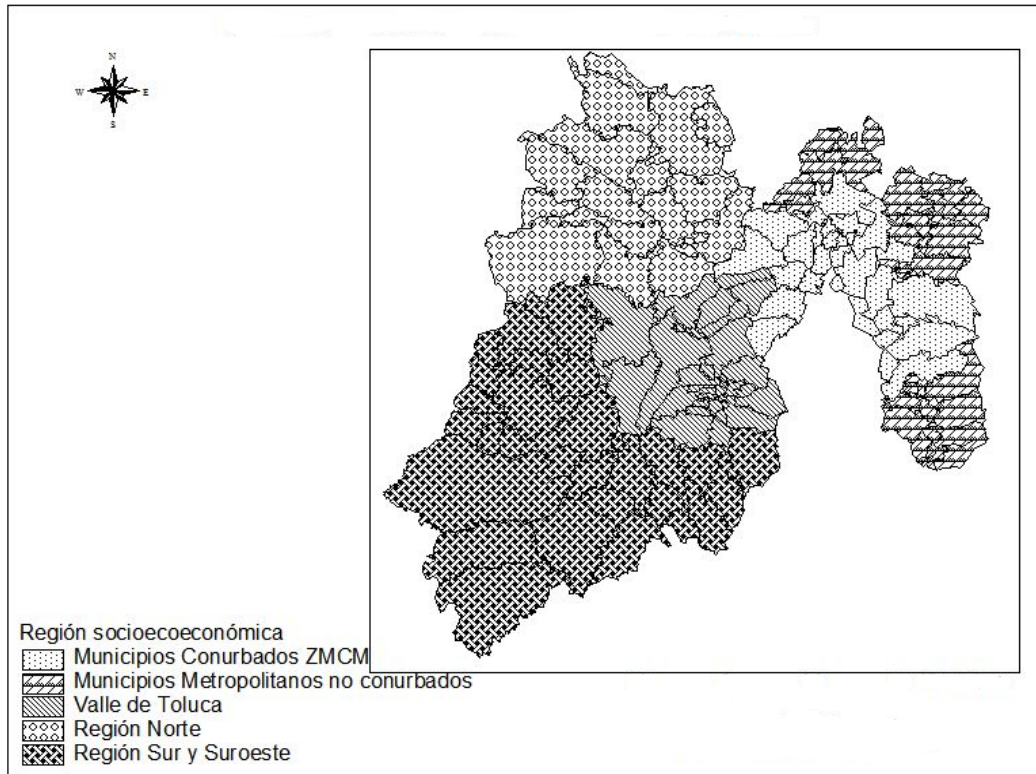 N
W E
S
Región socioecoeconómica
Municipios Conurbados ZMCM
Municipios Metropolitanos no conurbados
Valle de Toluca
Región Norte
Región Sur y Suroeste